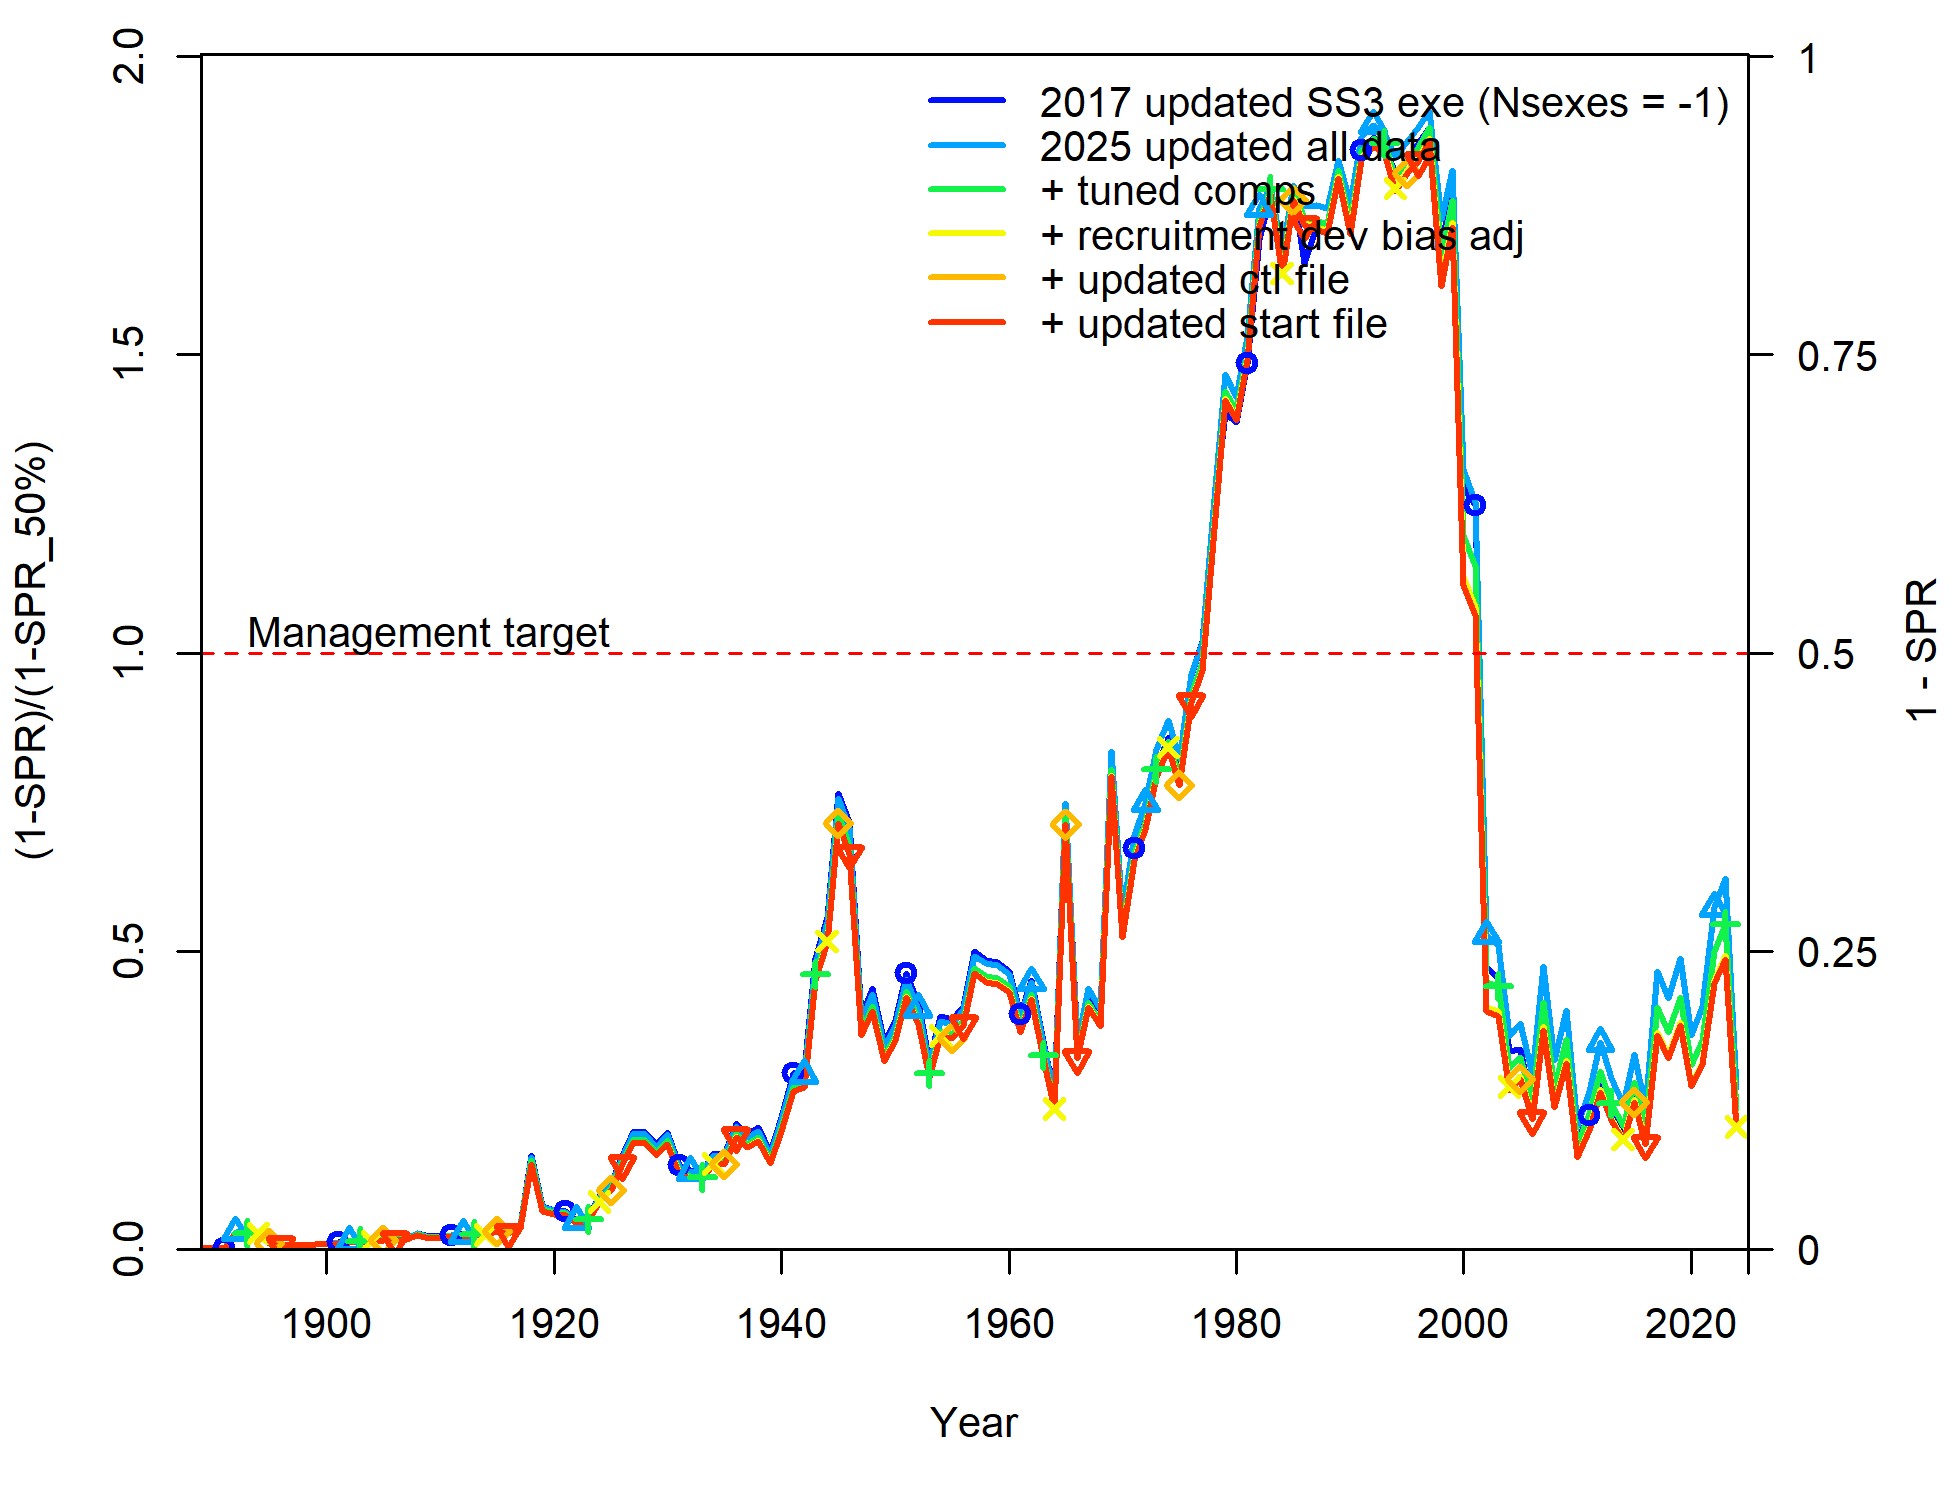 2017 updated SS3 exe (Nsexes = -1)
2025 updated all data
+ tuned comps
+ recruitment dev bias adj
+ updated ctl file
+ updated start file
Management target
(1-SPR)/(1-SPR_50%)
2.0
1.5
1.0
0.5
0.0
1
0.75
0.5
0.25
0
1 - SPR
1900 1920 1940 1960 1980 2000 2020
Year